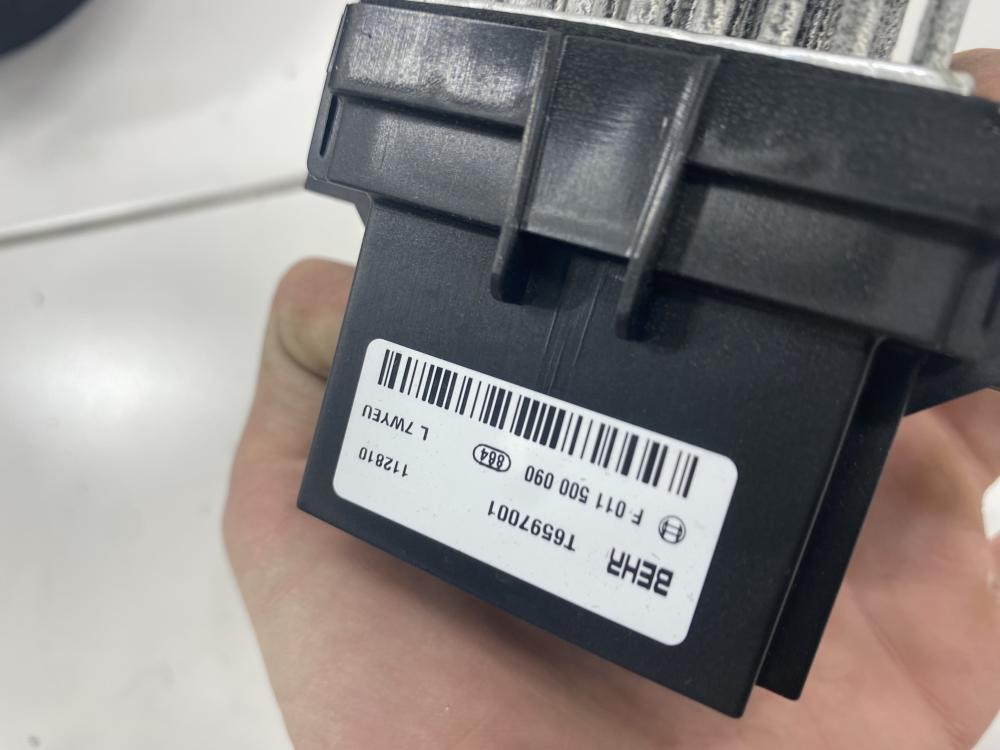 BEHR
T6597001
F 011 500 090 884
112810 L 7WYEU